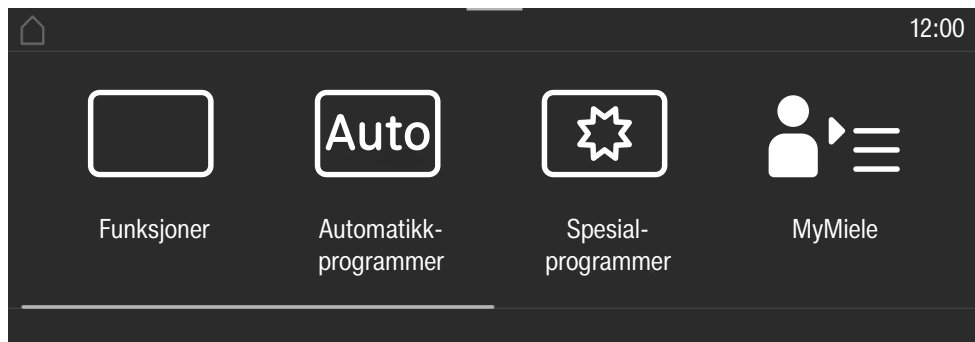 12:00
Auto
Funksjoner
Automatikk-
programmer
Spesial-
programmer
MyMiele